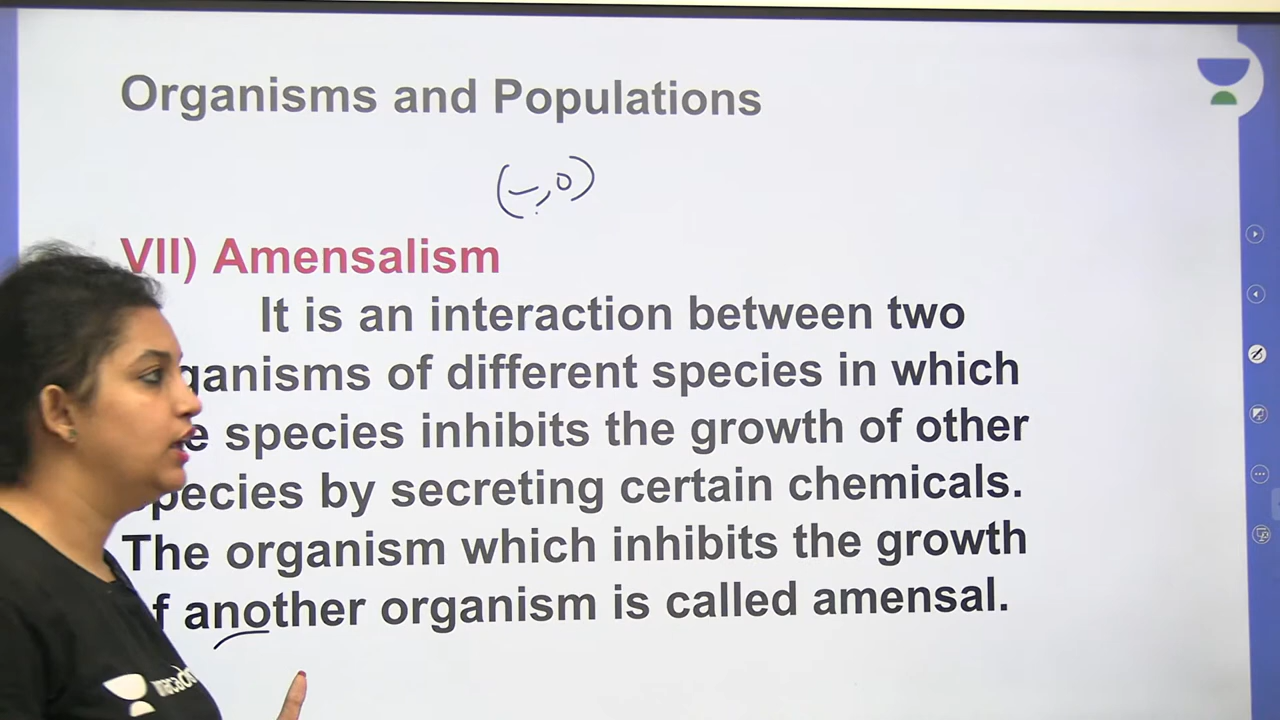 Organisms and Populations
(-,0)
VII) Amensalism
It is an interaction between two
ganisms of different species in which
e species inhibits the growth of other
pecies by secreting certain chemicals.
The organism which inhibits the growth
f another organism is called amensal.